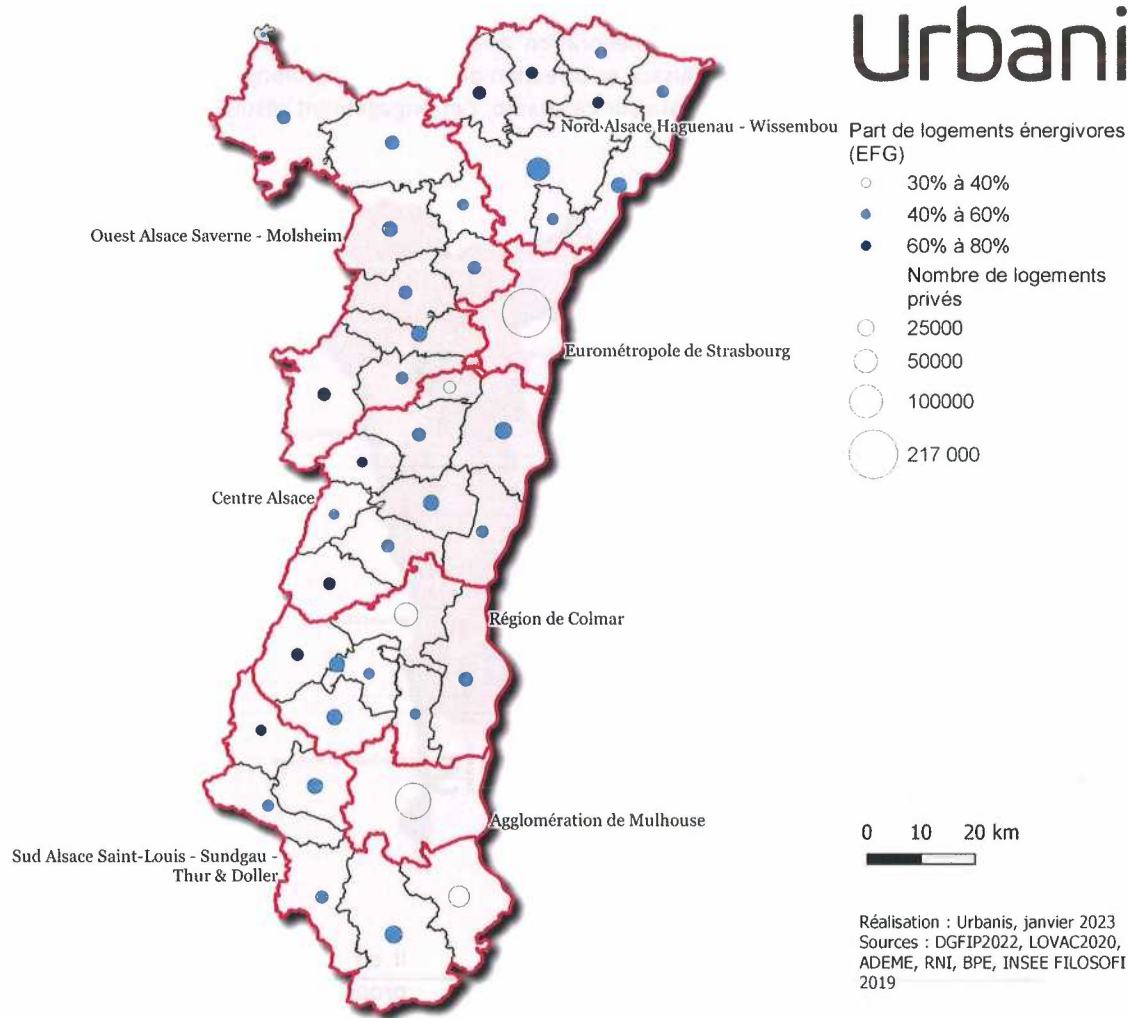 Urbani
Nord Alsace Haguenau - Wissembou
Part de logements énergivores
(EFG)
30% à 40%
40% à 60%
60% à 80%
Nombre de logements
privés
25000
50000
100000
217 000
Ouest Alsace Saverne - Molsheim
Eurométropole de Strasbourg
Centre Alsace
Région de Colmar
Agglomération de Mulhouse
Sud Alsace Saint-Louis - Sundgau -
Thur & Doller
0 10 20 km
Réalisation : Urbanis, janvier 2023
Sources : DGFIP2022, LOVAC2020,
ADEME, RNI, BPE, INSEE FILOSOFI
2019